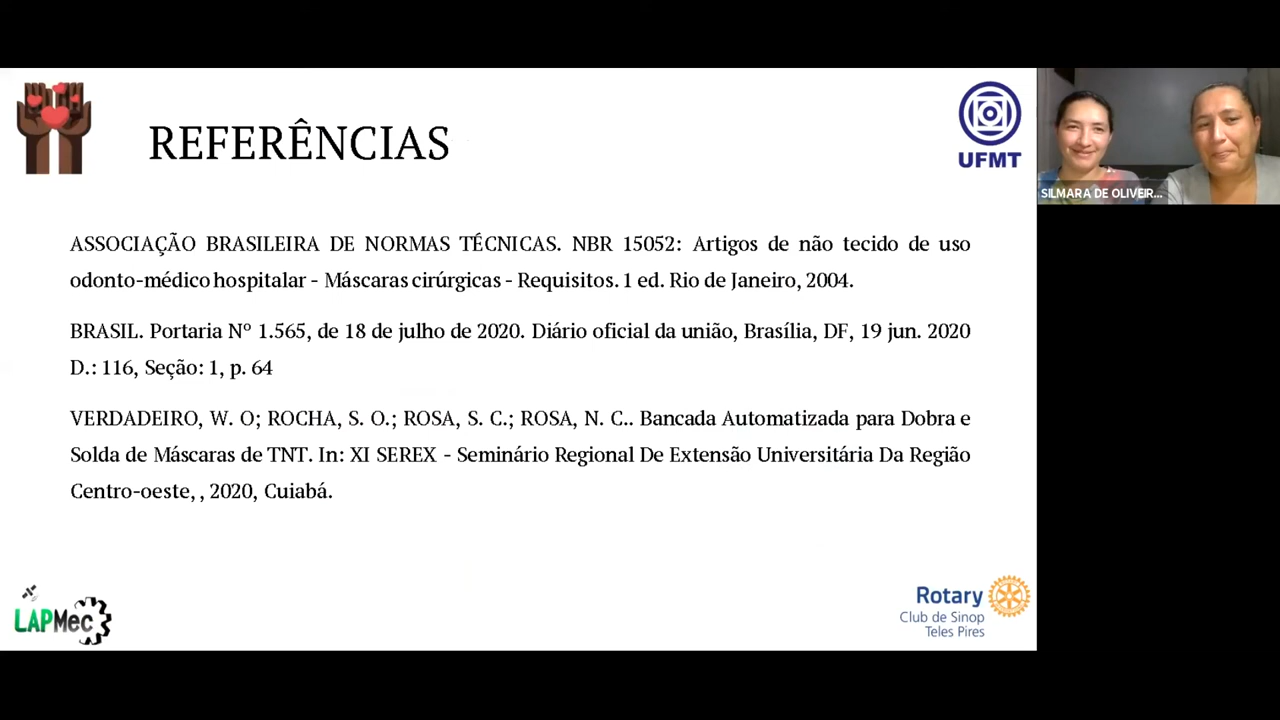 REFERÊNCIAS
UFMT
SILMARA DE OLIVEIR...
ASSOCIAÇÃO BRASILEIRA DE NORMAS TÉCNICAS. NBR 15052: Artigos de não tecido de uso
odonto-médico hospitalar - Máscaras cirúrgicas - Requisitos. 1 ed. Rio de Janeiro, 2004.
BRASIL. Portaria Nº 1.565, de 18 de julho de 2020. Diário oficial da união, Brasília, DF, 19 jun. 2020
D.: 116, Seção: 1, p. 64
VERDADEIRO, W. O; ROCHA, S. O.; ROSA, S. C.; ROSA, N. C.. Bancada Automatizada para Dobra e
Solda de Máscaras de TNT. In: XI SEREX - Seminário Regional De Extensão Universitária Da Região
Centro-oeste, , 2020, Cuiabá.
LAPMec
Rotary
Club de Sinop
Teles Pires